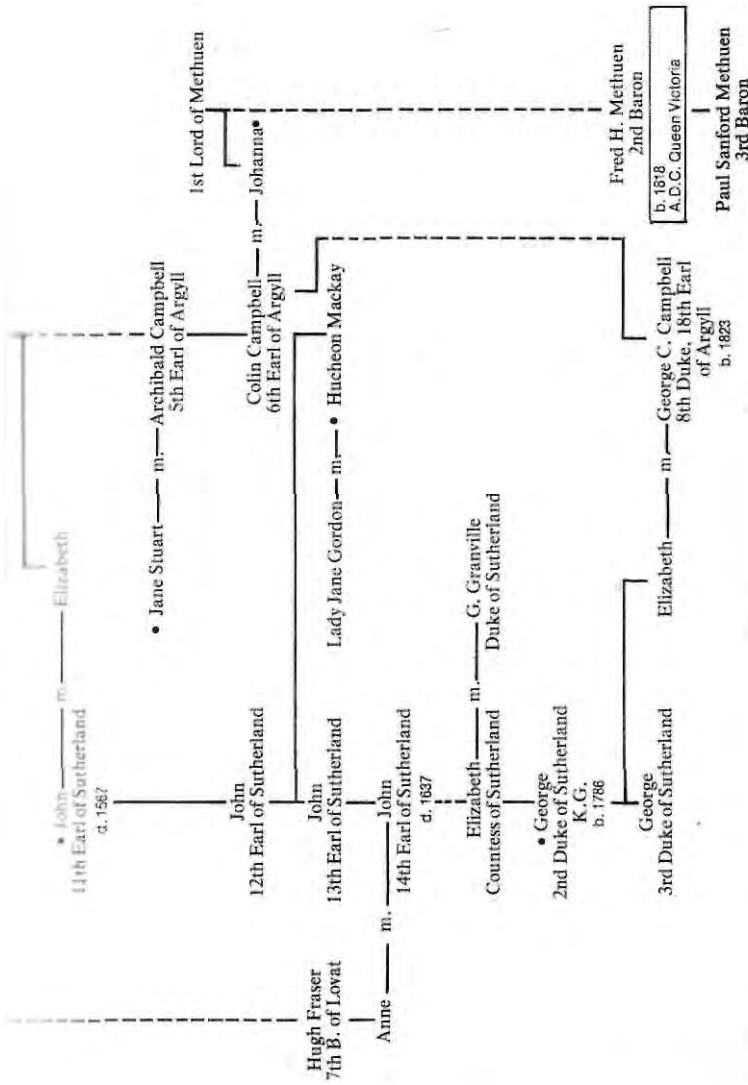 • John — m. — Elizabeth
11th Earl of Sutherland
d. 1567
• Jane Stuart — m. — Archibald Campbell
5th Earl of Argyll
1st Lord of Methuen
John
12th Earl of Sutherland
Colin Campbell — m. — Johanna •
6th Earl of Argyll
Hugh Fraser
7th B. of Lovat
John
13th Earl of Sutherland
Lady Jane Gordon — m. — • Hucheon Mackay
Anne — m. — John
14th Earl of Sutherland
d. 1637
Elizabeth — m. — G. Granville
Countess of Sutherland
Duke of Sutherland
• George
2nd Duke of Sutherland
K.G.
b. 1786
George
3rd Duke of Sutherland
Elizabeth — m. — George C. Campbell
8th Duke, 18th Earl
of Argyll
b. 1823
Fred H. Methuen
2nd Baron
b. 1818
A.D.C. Queen Victoria
Paul Sanford Methuen
3rd Baron